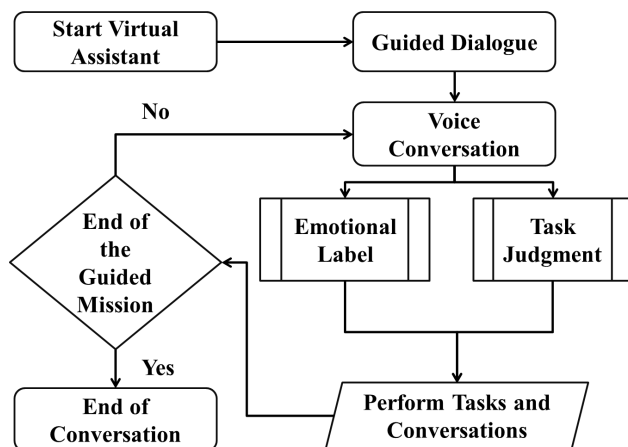 Start Virtual
Assistant
Guided Dialogue
No
Voice
Conversation
End of
the
Guided
Mission
Emotional
Label
Task
Judgment
Yes
End of
Conversation
Perform Tasks and
Conversations